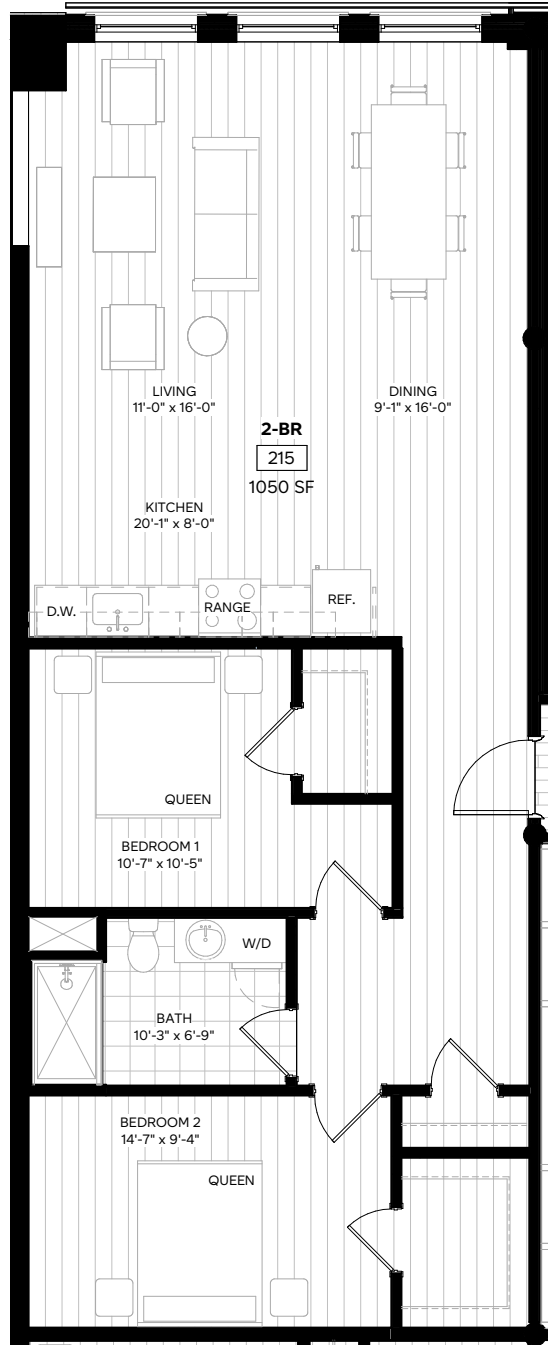 LIVING
11'-0" x 16'-0"
DINING
9'-1" x 16'-0"
2-BR
215
1050 SF
KITCHEN
20'-1" x 8'-0"
D.W.
RANGE
REF.
QUEEN
BEDROOM 1
10'-7" x 10'-5"
W/D
BATH
10'-3" x 6'-9"
BEDROOM 2
14'-7" x 9'-4"
QUEEN